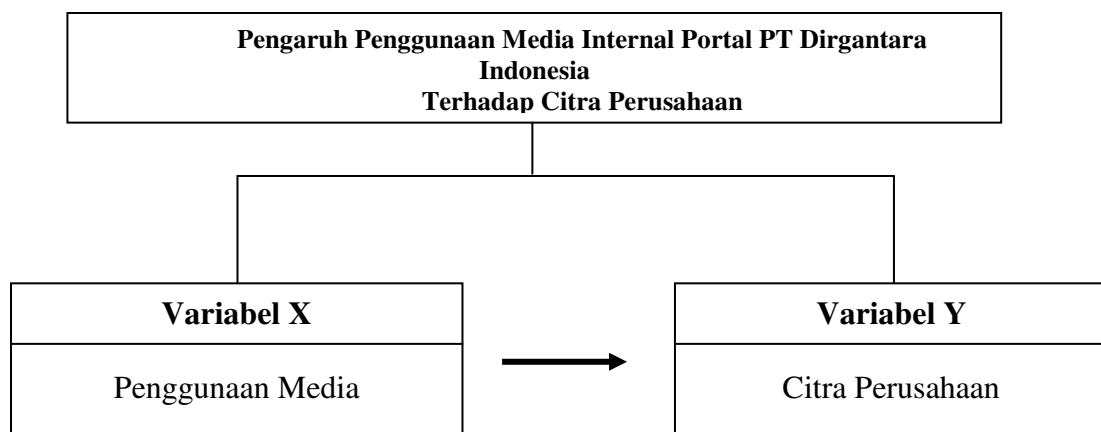 Pengaruh Penggunaan Media Internal Portal PT Dirgantara
Indonesia
Terhadap Citra Perusahaan
Variabel X
Variabel Y
Penggunaan Media
Citra Perusahaan